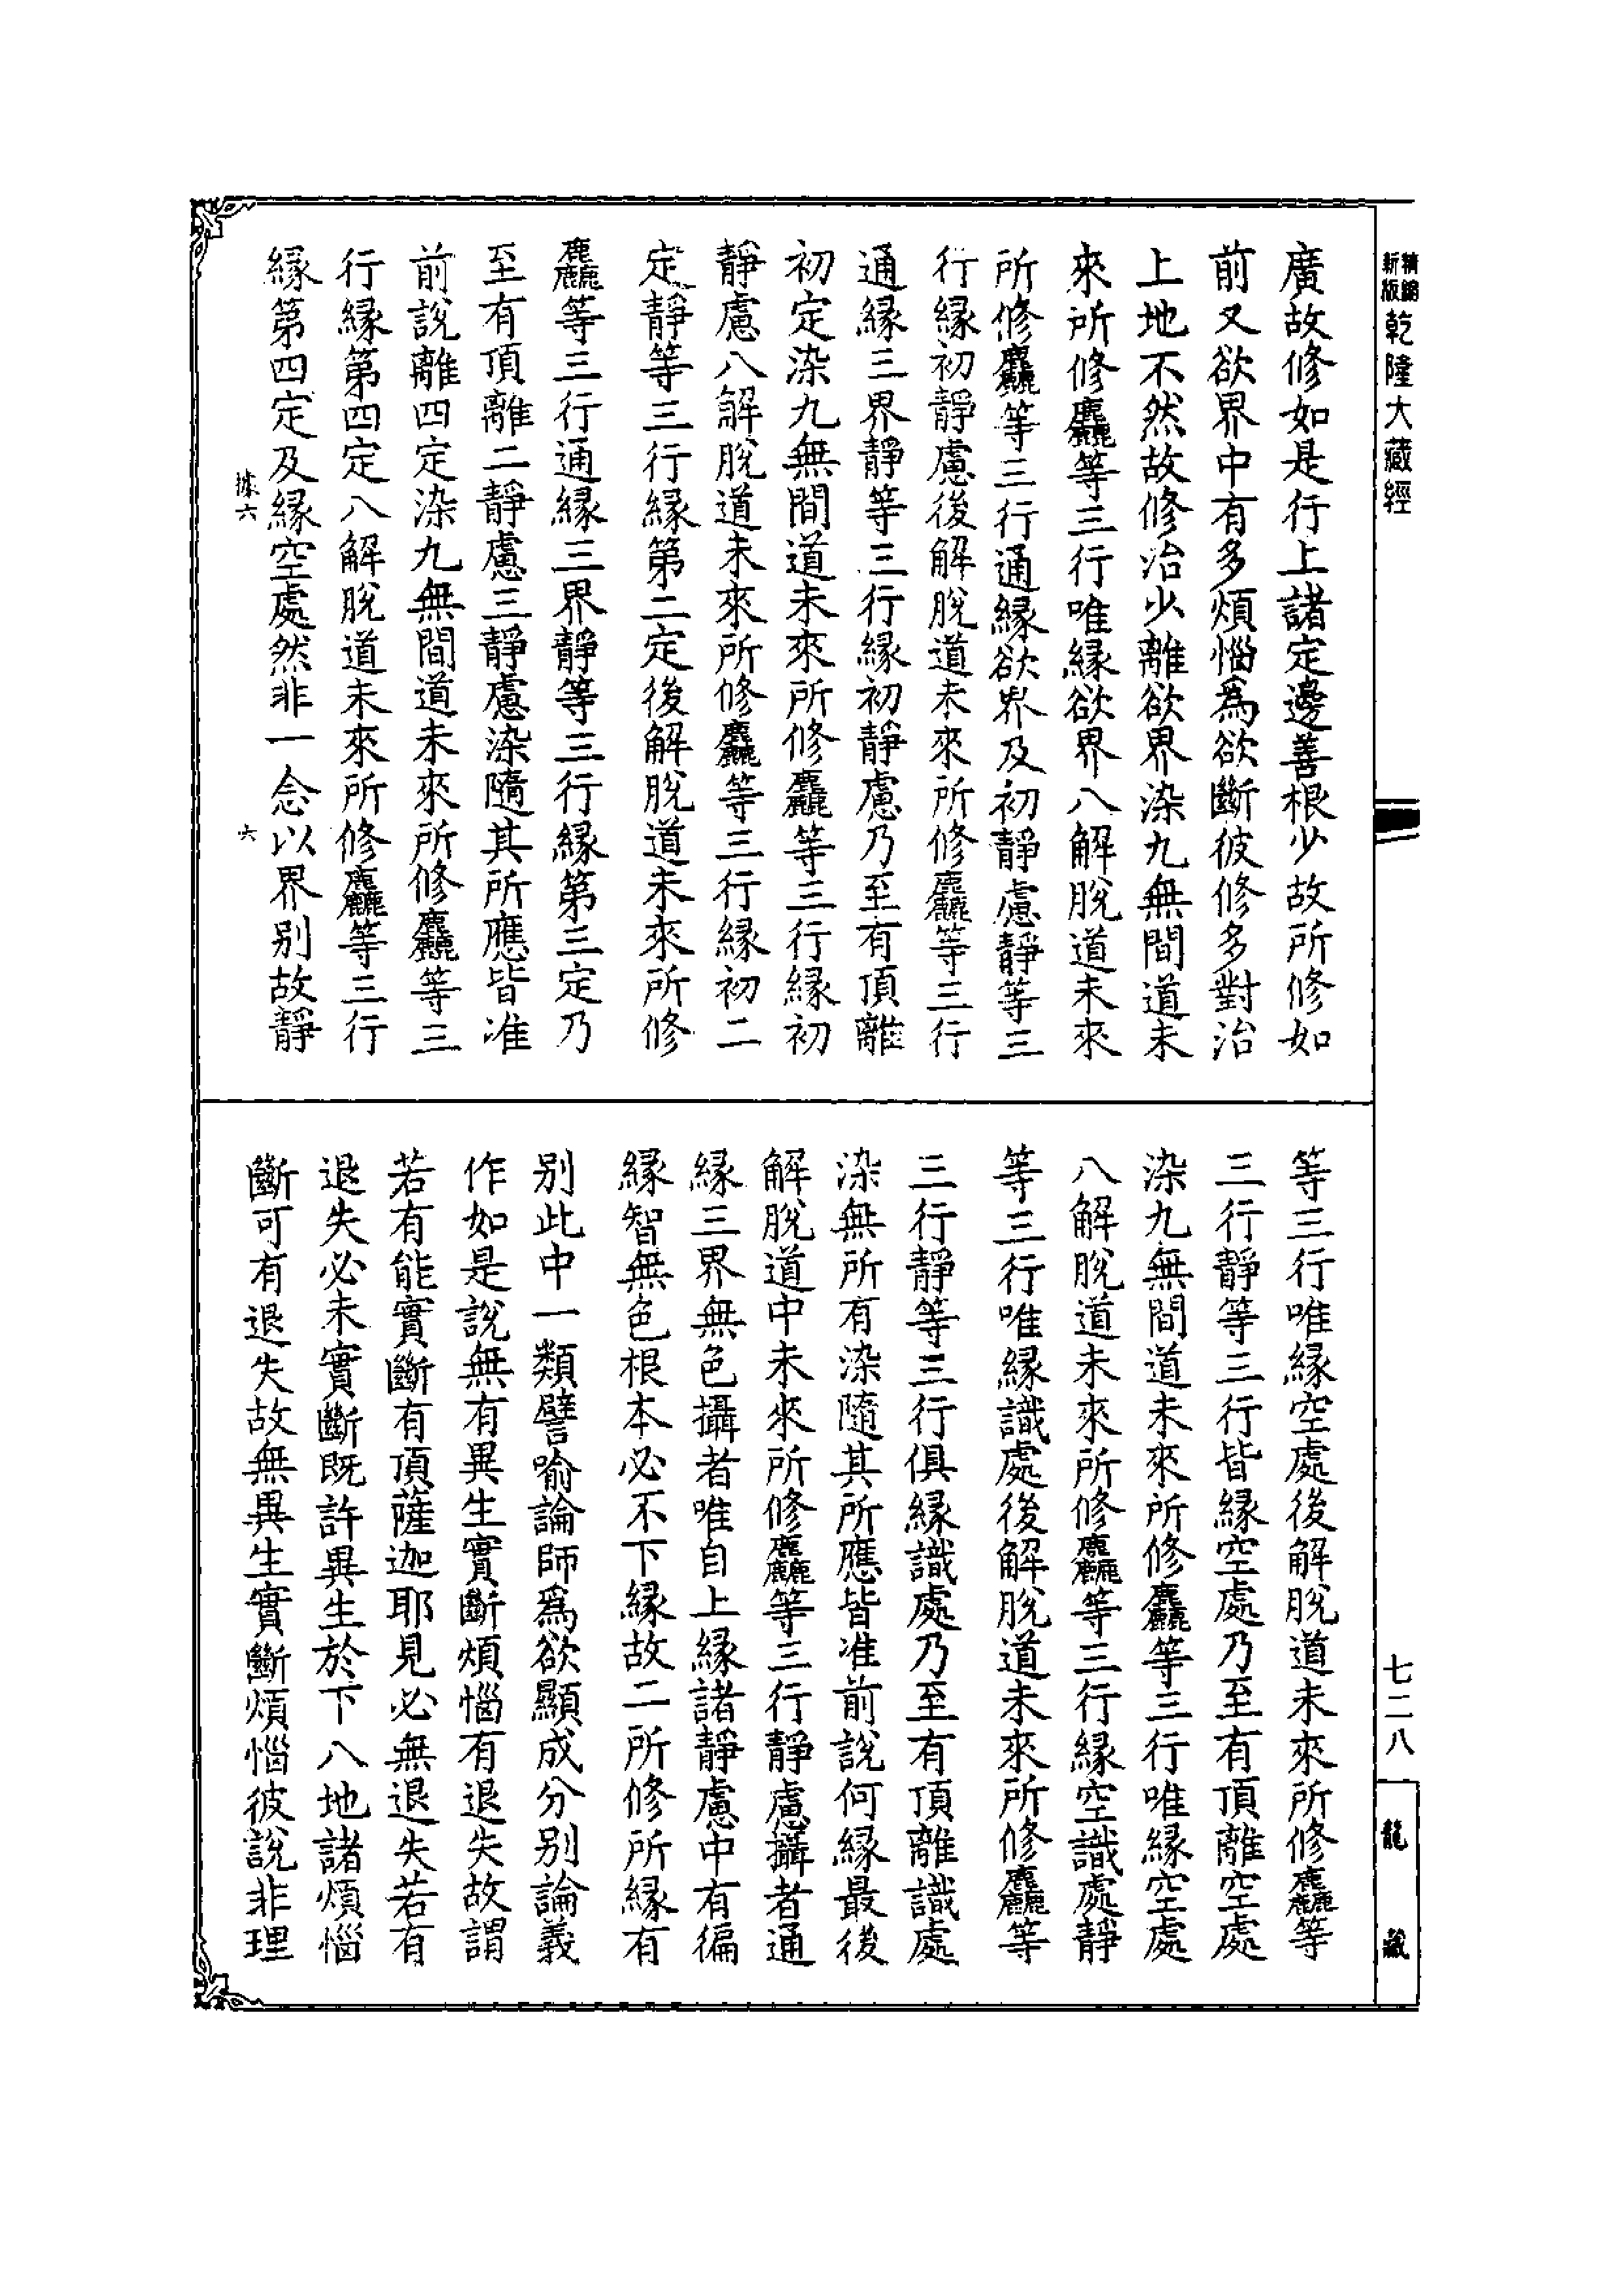 精編
新版
乾隆大藏經
廣故修如是行上諸定邊善根少故所修如
前又欲界中有多煩惱爲欲斷彼修多對治
上地不然故修治少離欲界染九無間道未
來所修麤等三行唯緣欲界八解脫道未來
所修麤等三行通緣欲界及初靜慮靜等三
行緣初靜慮後解脫道未來所修麤等三行
通緣三界靜等三行緣初靜慮乃至有頂離
初定染九無間道未來所修麤等三行緣初
靜慮八解脫道未來所修麤等三行緣初二
定靜等三行緣第二定後解脫道未來所修
麤等三行通緣三界靜等三行緣第三定乃
至有頂離二靜慮三靜慮染隨其所應皆准
前說離四定染九無間道未來所修麤等三
行緣第四定八解脫道未來所修麤等三行
緣第四定及緣空處然非一念以界別故靜
據六
六
等三行唯緣空處後解脫道未來所修麤等
三行靜等三行皆緣空處乃至有頂離空處
染九無間道未來所修麤等三行唯緣空處
八解脫道未來所修麤等三行緣空識處靜
等三行唯緣識處後解脫道未來所修麤等
三行靜等三行俱緣識處乃至有頂離識處
染無所有染隨其所應皆准前說何緣最後
解脫道中未來所修麤等三行靜慮攝者通
緣三界無色攝者唯自上緣諸靜慮中有徧
緣智無色根本必不下緣故二所修所緣有
別此中一類譬喻論師爲欲顯成分別論義
作如是說無有異生實斷煩惱有退失故謂
若有能實斷有頂薩迦耶見必無退失若有
退失必未實斷既許異生於下八地諸煩惱
斷可有退失故無異生實斷煩惱彼說非理
七二八
龍藏